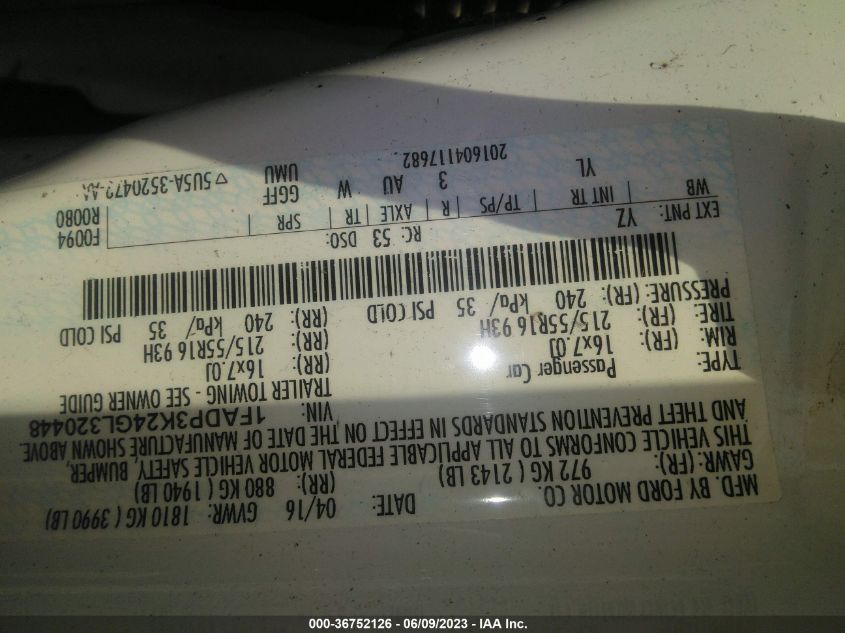 MFD. BY FORD MOTOR CO.
DATE: 04/16 GVWR: 1810 KG ( 3990 LB)
GAWR: (FR): 972 KG ( 2143 LB) (RR): 880 KG ( 1940 LB)
THIS VEHICLE CONFORMS TO ALL APPLICABLE FEDERAL MOTOR VEHICLE SAFETY, BUMPER,
AND THEFT PREVENTION STANDARDS IN EFFECT ON THE DATE OF MANUFACTURE SHOWN ABOVE.
VIN: 1FADP3K24GL320448
TYPE: Passenger Car TRAILER TOWING - SEE OWNER GUIDE
RIM: (FR): 16x7.0J (RR): 16x7.0J
TIRE: (FR): 215/55R16 93H (RR): 215/55R16 93H
PRESSURE: (FR): 240 kPa/ 35 PSI COLD (RR): 240 kPa/ 35 PSI COLD
EXT PNT: YZ RC: 53 DSO: F0094
WB INT TR TP/PS R AXLE TR SPR R0080
YL 3 AU W GGFF ▽5U5A-3520472-AA
201604117682 UMU
000-36752126 - 06/09/2023 - IAA Inc.